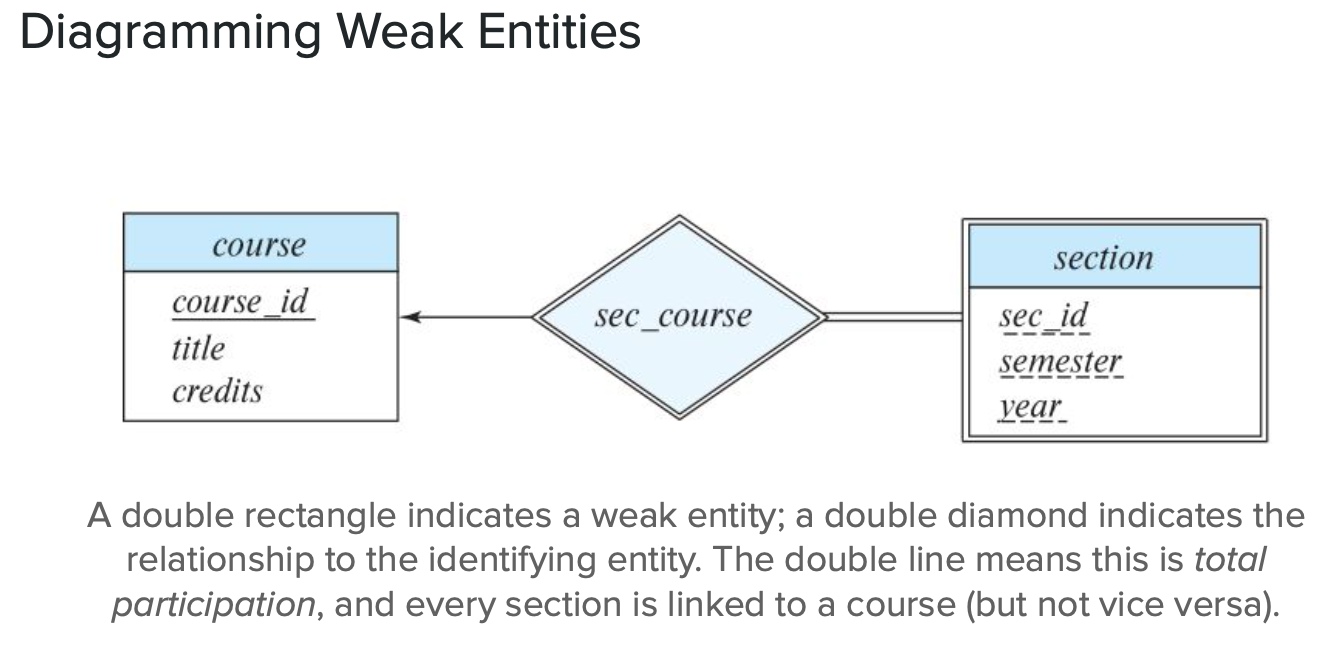 Diagramming Weak Entities
course
course_id
title
credits
sec_course
section
sec_id
semester
year
A double rectangle indicates a weak entity; a double diamond indicates the
relationship to the identifying entity. The double line means this is total
participation, and every section is linked to a course (but not vice versa).